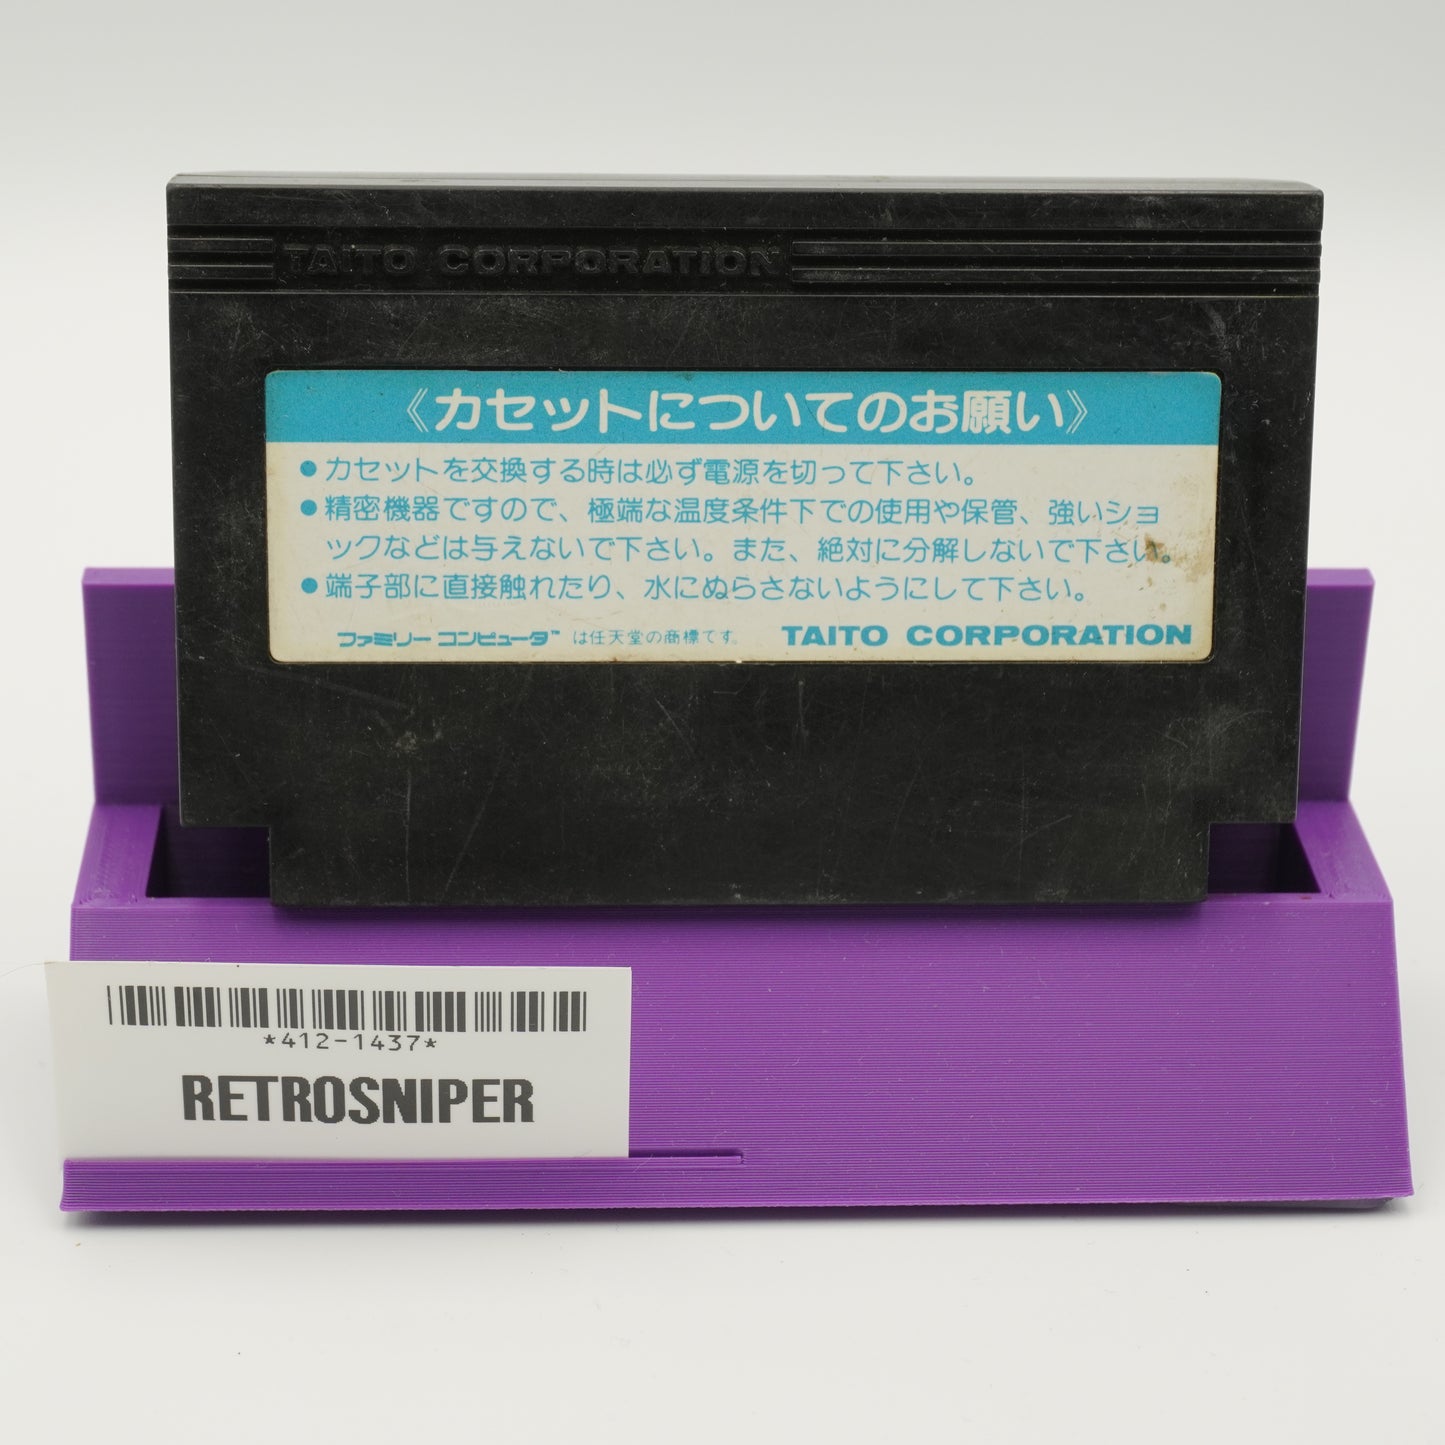 TAITO CORPORATION
《カセットについてのお願い》
●カセットを交換する時は必ず電源を切って下さい。
●精密機器ですので、極端な温度条件下での使用や保管、強いショ
ックなどは与えないで下さい。また、絶対に分解しないで下さい。
●端子部に直接触れたり、水にぬらさないようにして下さい。
ファミリーコンピュータ™ は任天堂の商標です。 TAITO CORPORATION
*412-1437*
RETROSNIPER